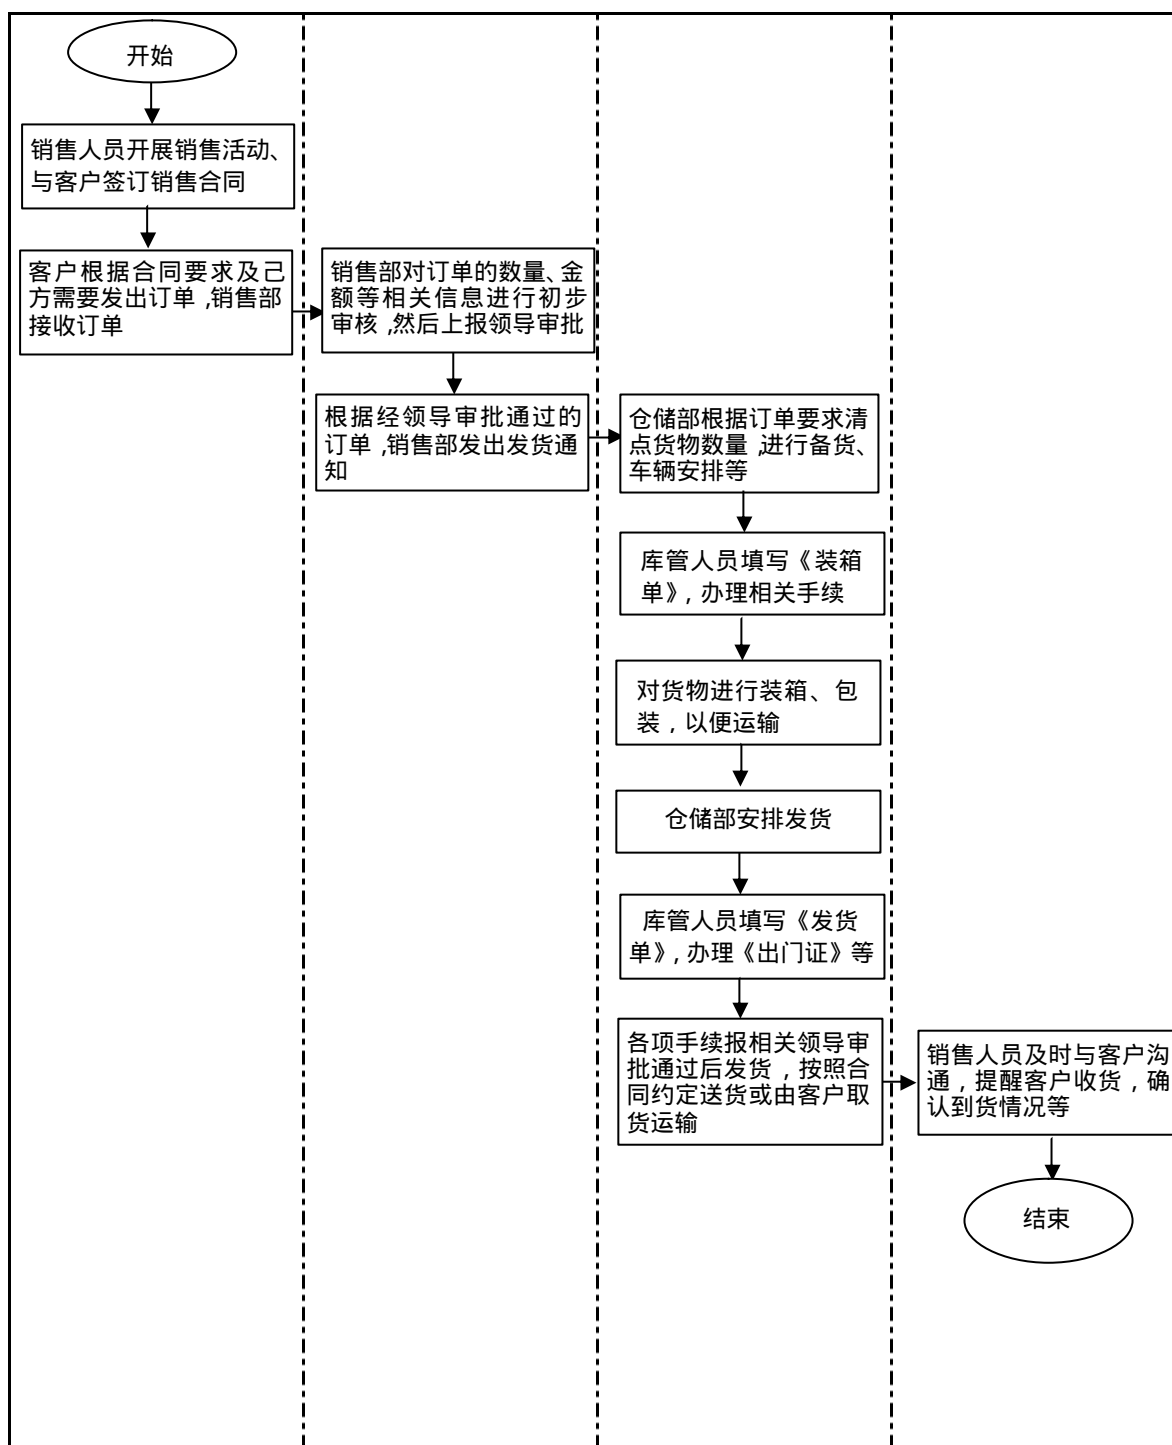 开始
销售人员开展销售活动、
与客户签订销售合同
客户根据合同要求及己
方需要发出订单,销售部
接收订单
销售部对订单的数量、金
额等相关信息进行初步
审核,然后上报领导审批
根据经领导审批通过的
订单,销售部发出发货通
知
仓储部根据订单要求清
点货物数量,进行备货、
车辆安排等
库管人员填写《装箱
单》,办理相关手续
对货物进行装箱、包
装,以便运输
仓储部安排发货
库管人员填写《发货
单》,办理《出门证》等
各项手续报相关领导审
批通过后发货,按照合
同约定送货或由客户取
货运输
销售人员及时与客户沟
通,提醒客户收货,确
认到货情况等
结束